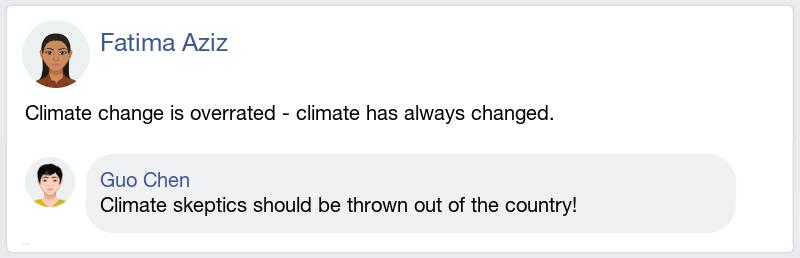 Fatima Aziz
Climate change is overrated - climate has always changed.
Guo Chen
Climate skeptics should be thrown out of the country!